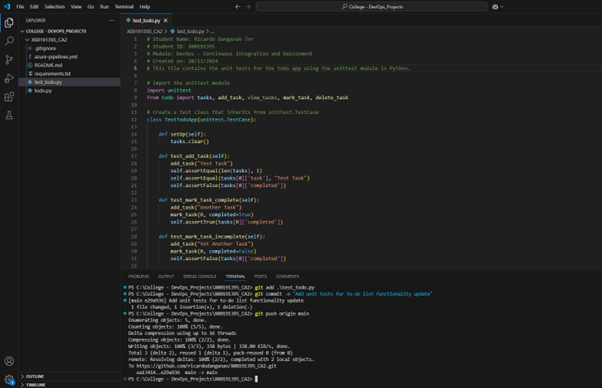 File Edit Selection View Go Run Terminal Help
College - DevOps_Projects
EXPLORER
COLLEGE - DEVOPS_PROJECTS
X00191395_CA2
.gitignore
azure-pipelines.yml
README.md
requirements.txt
test_todo.py
todo.py
OUTLINE
TIMELINE
test_todo.py
X00191395_CA2 > test_todo.py > ...
1 # Student Name: Ricardo Danganan Jnr
2 # Student ID: X00191395
3 # Module: DevOps - Continuous Integration and Deployment
4 # Created on: 20/11/2024
5 # This file contains the unit tests for the todo app using the unittest module in Python.
6
7 # Import the unittest module
8 import unittest
9 from todo import tasks, add_task, view_tasks, mark_task, delete_task
10
11 # Create a test class that inherits from unittest.TestCase
12 class TestTodoApp(unittest.TestCase):
13
14 def setUp(self):
15 tasks.clear()
16
17 def test_add_task(self):
18 add_task("Test Task")
19 self.assertEqual(len(tasks), 1)
20 self.assertEqual(tasks[0]['task'], "Test Task")
21 self.assertFalse(tasks[0]['completed'])
22
23 def test_mark_task_complete(self):
24 add_task("Another Task")
25 mark_task(0, completed=True)
26 self.assertTrue(tasks[0]['completed'])
27
28 def test_mark_task_incomplete(self):
29 add_task("Yet Another Task")
30 mark_task(0, completed=False)
31 self.assertFalse(tasks[0]['completed'])
32
PROBLEMS OUTPUT DEBUG CONSOLE TERMINAL PORTS COMMENTS
PS C:\College - DevOps_Projects\X00191395_CA2> git add .\test_todo.py
PS C:\College - DevOps_Projects\X00191395_CA2> git commit -m "Add unit tests for to-do list functionality update"
[main e29a936] Add unit tests for to-do list functionality update
1 file changed, 1 insertion(+), 1 deletion(-)
PS C:\College - DevOps_Projects\X00191395_CA2> git push origin main
Enumerating objects: 5, done.
Counting objects: 100% (5/5), done.
Delta compression using up to 16 threads
Compressing objects: 100% (2/2), done.
Writing objects: 100% (3/3), 358 bytes | 358.00 KiB/s, done.
Total 3 (delta 2), reused 1 (delta 1), pack-reused 0 (from 0)
remote: Resolving deltas: 100% (2/2), completed with 2 local objects.
To https://github.com/ricardodanganan/X00191395_CA2.git
main -> main
PS C:\College - DevOps_Projects\X00191395_CA2>